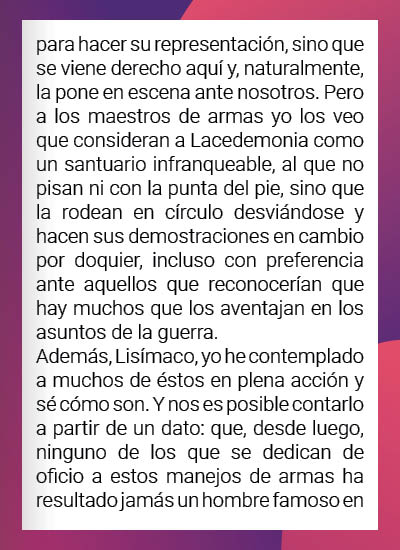 para hacer su representación, sino que
se viene derecho aquí y, naturalmente,
la pone en escena ante nosotros. Pero
a los maestros de armas yo los veo
que consideran a Lacedemonia como
un santuario infranqueable, al que no
pisan ni con la punta del pie, sino que
la rodean en círculo desviándose y
hacen sus demostraciones en cambio
por doquier, incluso con preferencia
ante aquellos que reconocerían que
hay muchos que los aventajan en los
asuntos de la guerra.
Además, Lisímaco, yo he contemplado
a muchos de éstos en plena acción y
sé cómo son. Y nos es posible contarlo
a partir de un dato: que, desde luego,
ninguno de los que se dedican de
oficio a estos manejos de armas ha
resultado jamás un hombre famoso en